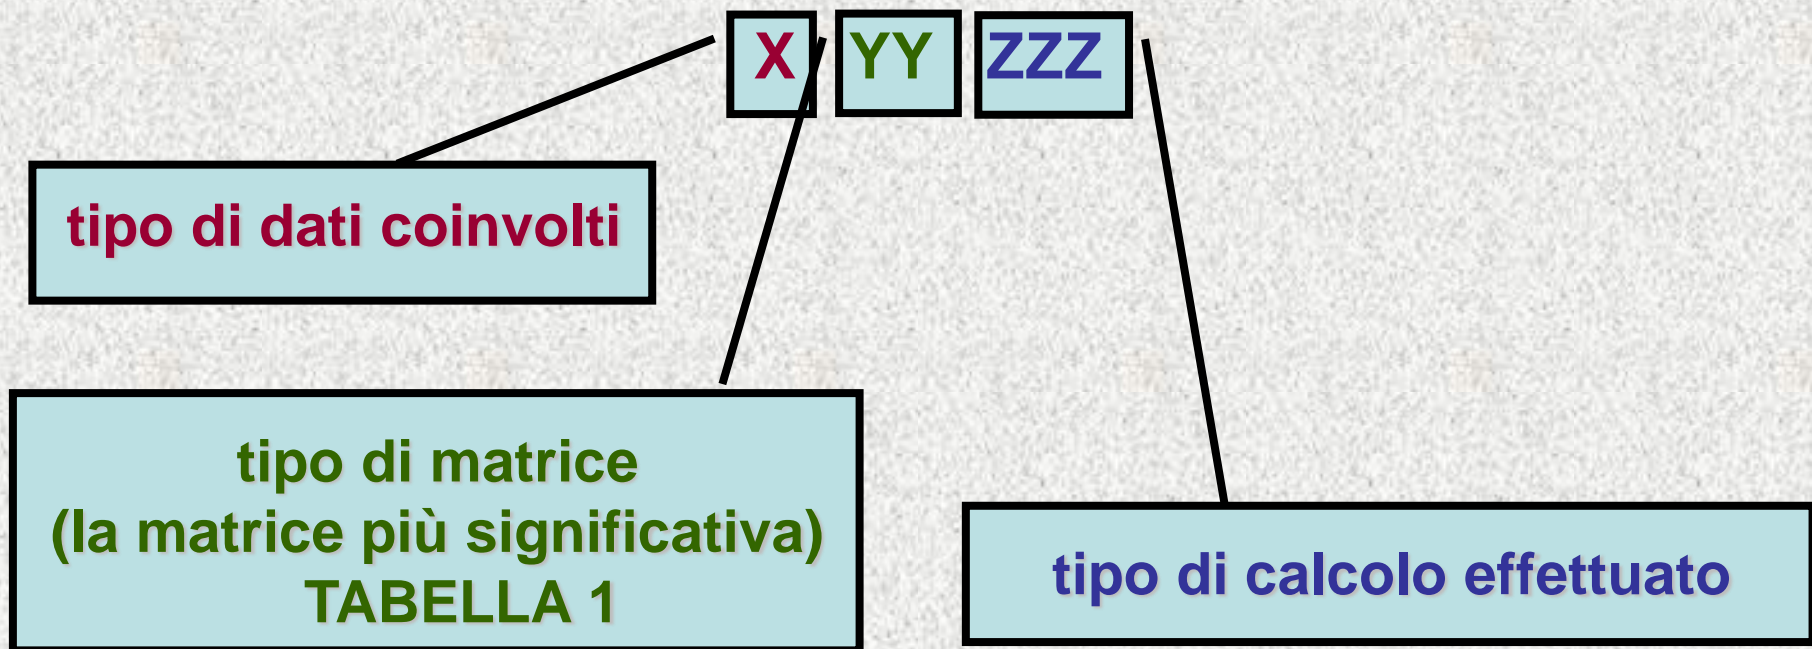 X YY ZZZ
tipo di dati coinvolti
tipo di matrice
(la matrice più significativa)
TABELLA 1
tipo di calcolo effettuato